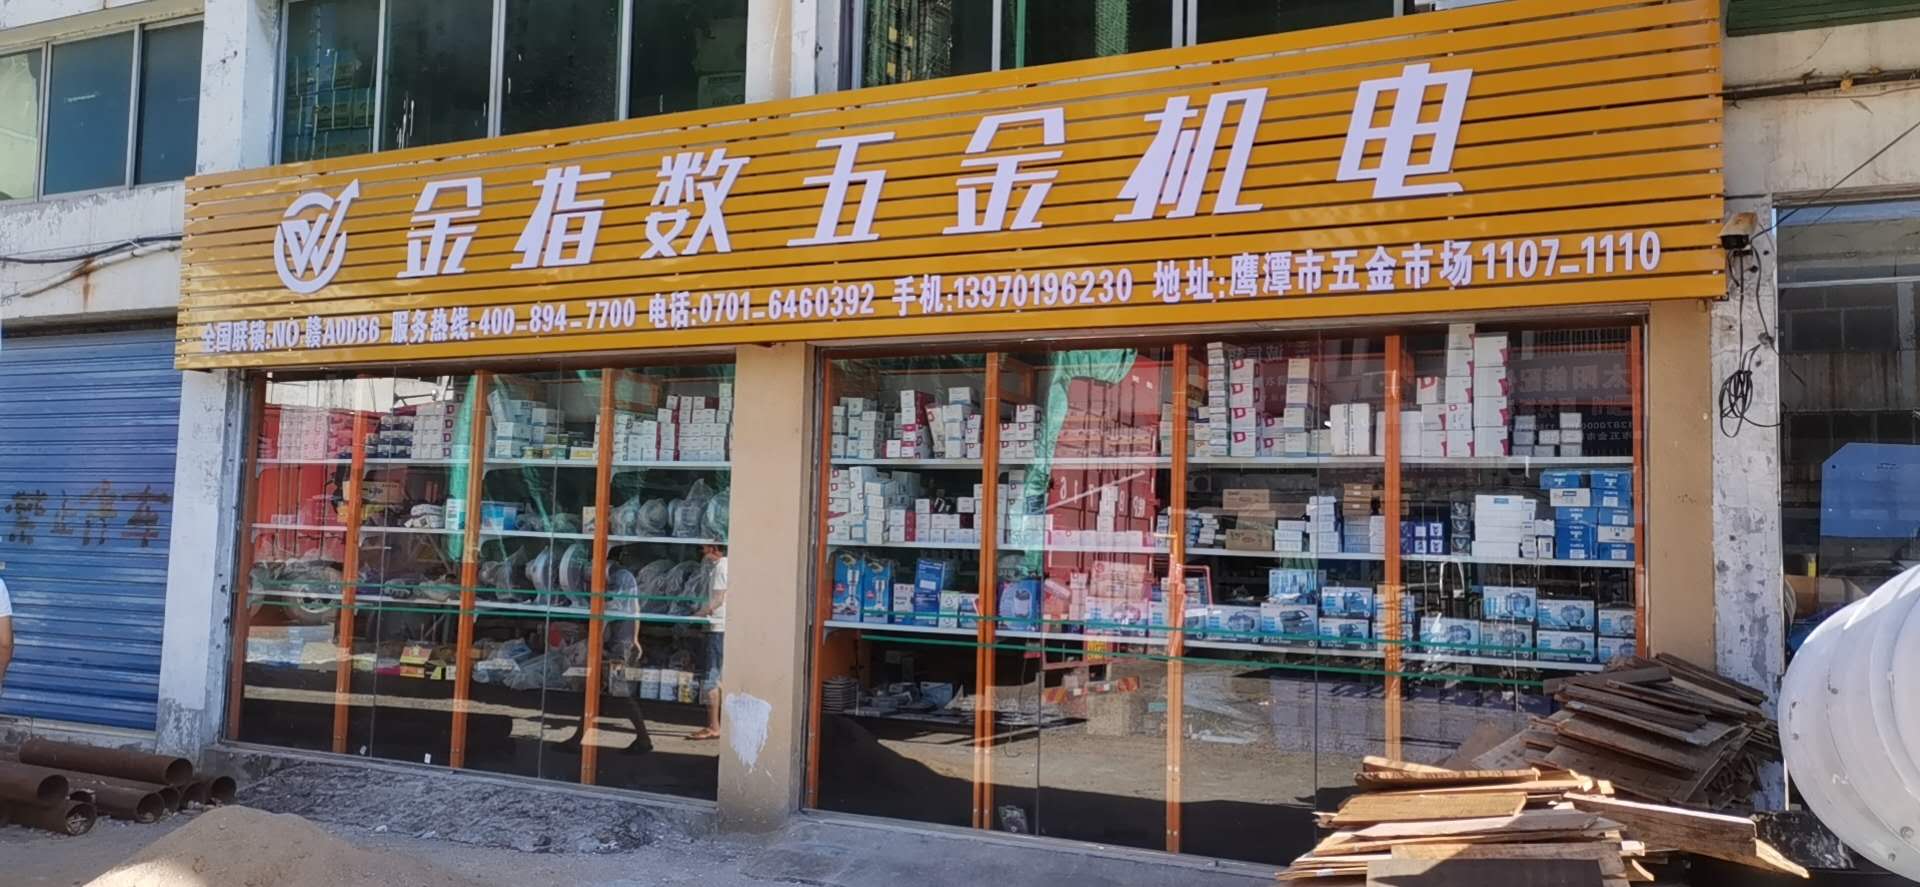 金指数五金机电
全国联锁:NO 赣A0086 服务热线:400-894-7700 电话:0701-6460392 手机:13970196230 地址:鹰潭市五金市场1107-1110
禁止停车